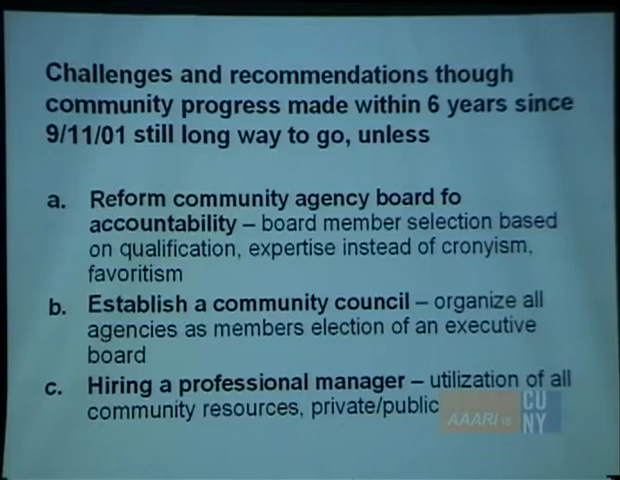 Challenges and recommendations though
community progress made within 6 years since
9/11/01 still long way to go, unless
a. Reform community agency board fo
accountability – board member selection based
on qualification, expertise instead of cronyism,
favoritism
b. Establish a community council – organize all
agencies as members election of an executive
board
c. Hiring a professional manager – utilization of all
community resources, private/public
AAARI
CU
NY